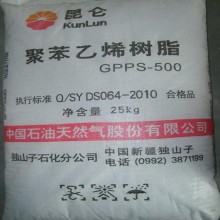 昆仑
KunLun
聚苯乙烯树脂
GPPS-500
执行标准 Q/SY DS064-2010 合格品
净含量 25kg
中国石油天然气股份有限公司
独山子石化分公司 中国新疆独山子
电话 (0992) 3871199